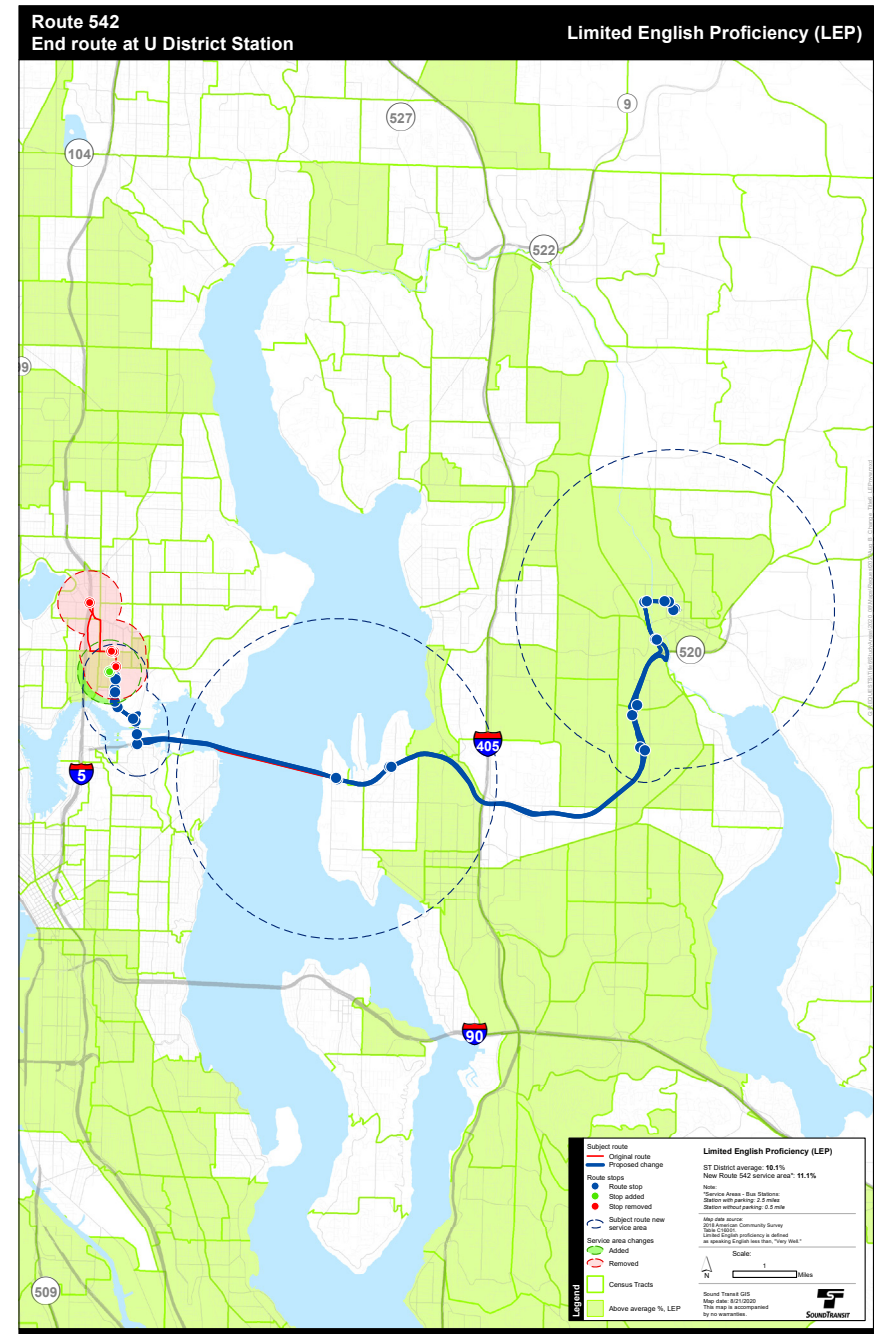 Route 542
End route at U District Station
Limited English Proficiency (LEP)
527
9
104
522
99
520
405
5
90
509
Legend
Subject route
Original route
Proposed change
Route stops
Route stop
Stop added
Stop removed
Subject route new
service area
Service area changes
Added
Removed
Census Tracts
Above average %, LEP
Limited English Proficiency (LEP)
ST District average: 10.1%
New Route 542 service area*: 11.1%
Note:
*Service Areas - Bus Stations:
Station with parking: 2.5 miles
Station without parking: 0.5 mile
Map data source:
2018 American Community Survey
Table C16001.
Limited English proficiency is defined
as speaking English less than, "Very Well."
Scale:
N
1
Miles
Sound Transit GIS
Map date: 8/21/2020
This map is accompanied
by no warranties.
SOUNDTRANSIT